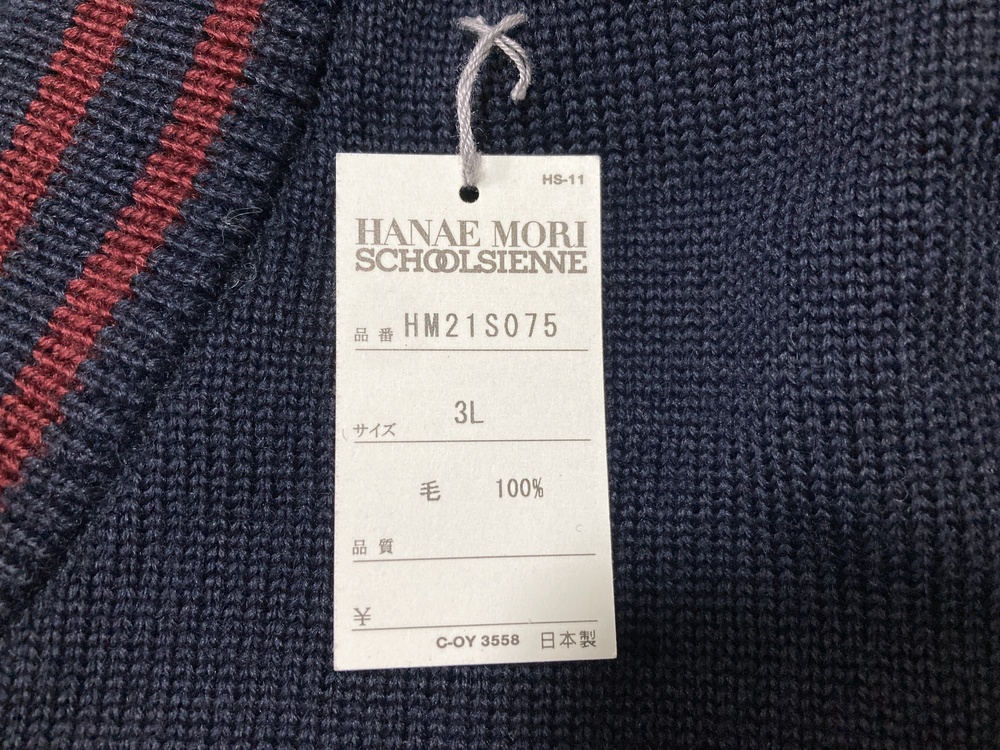 HS-11
HANAE MORI
SCHOOLSIENNE
品番 HM21S075
サイズ 3L
毛 100%
品質
¥
C-OY 3558 日本製